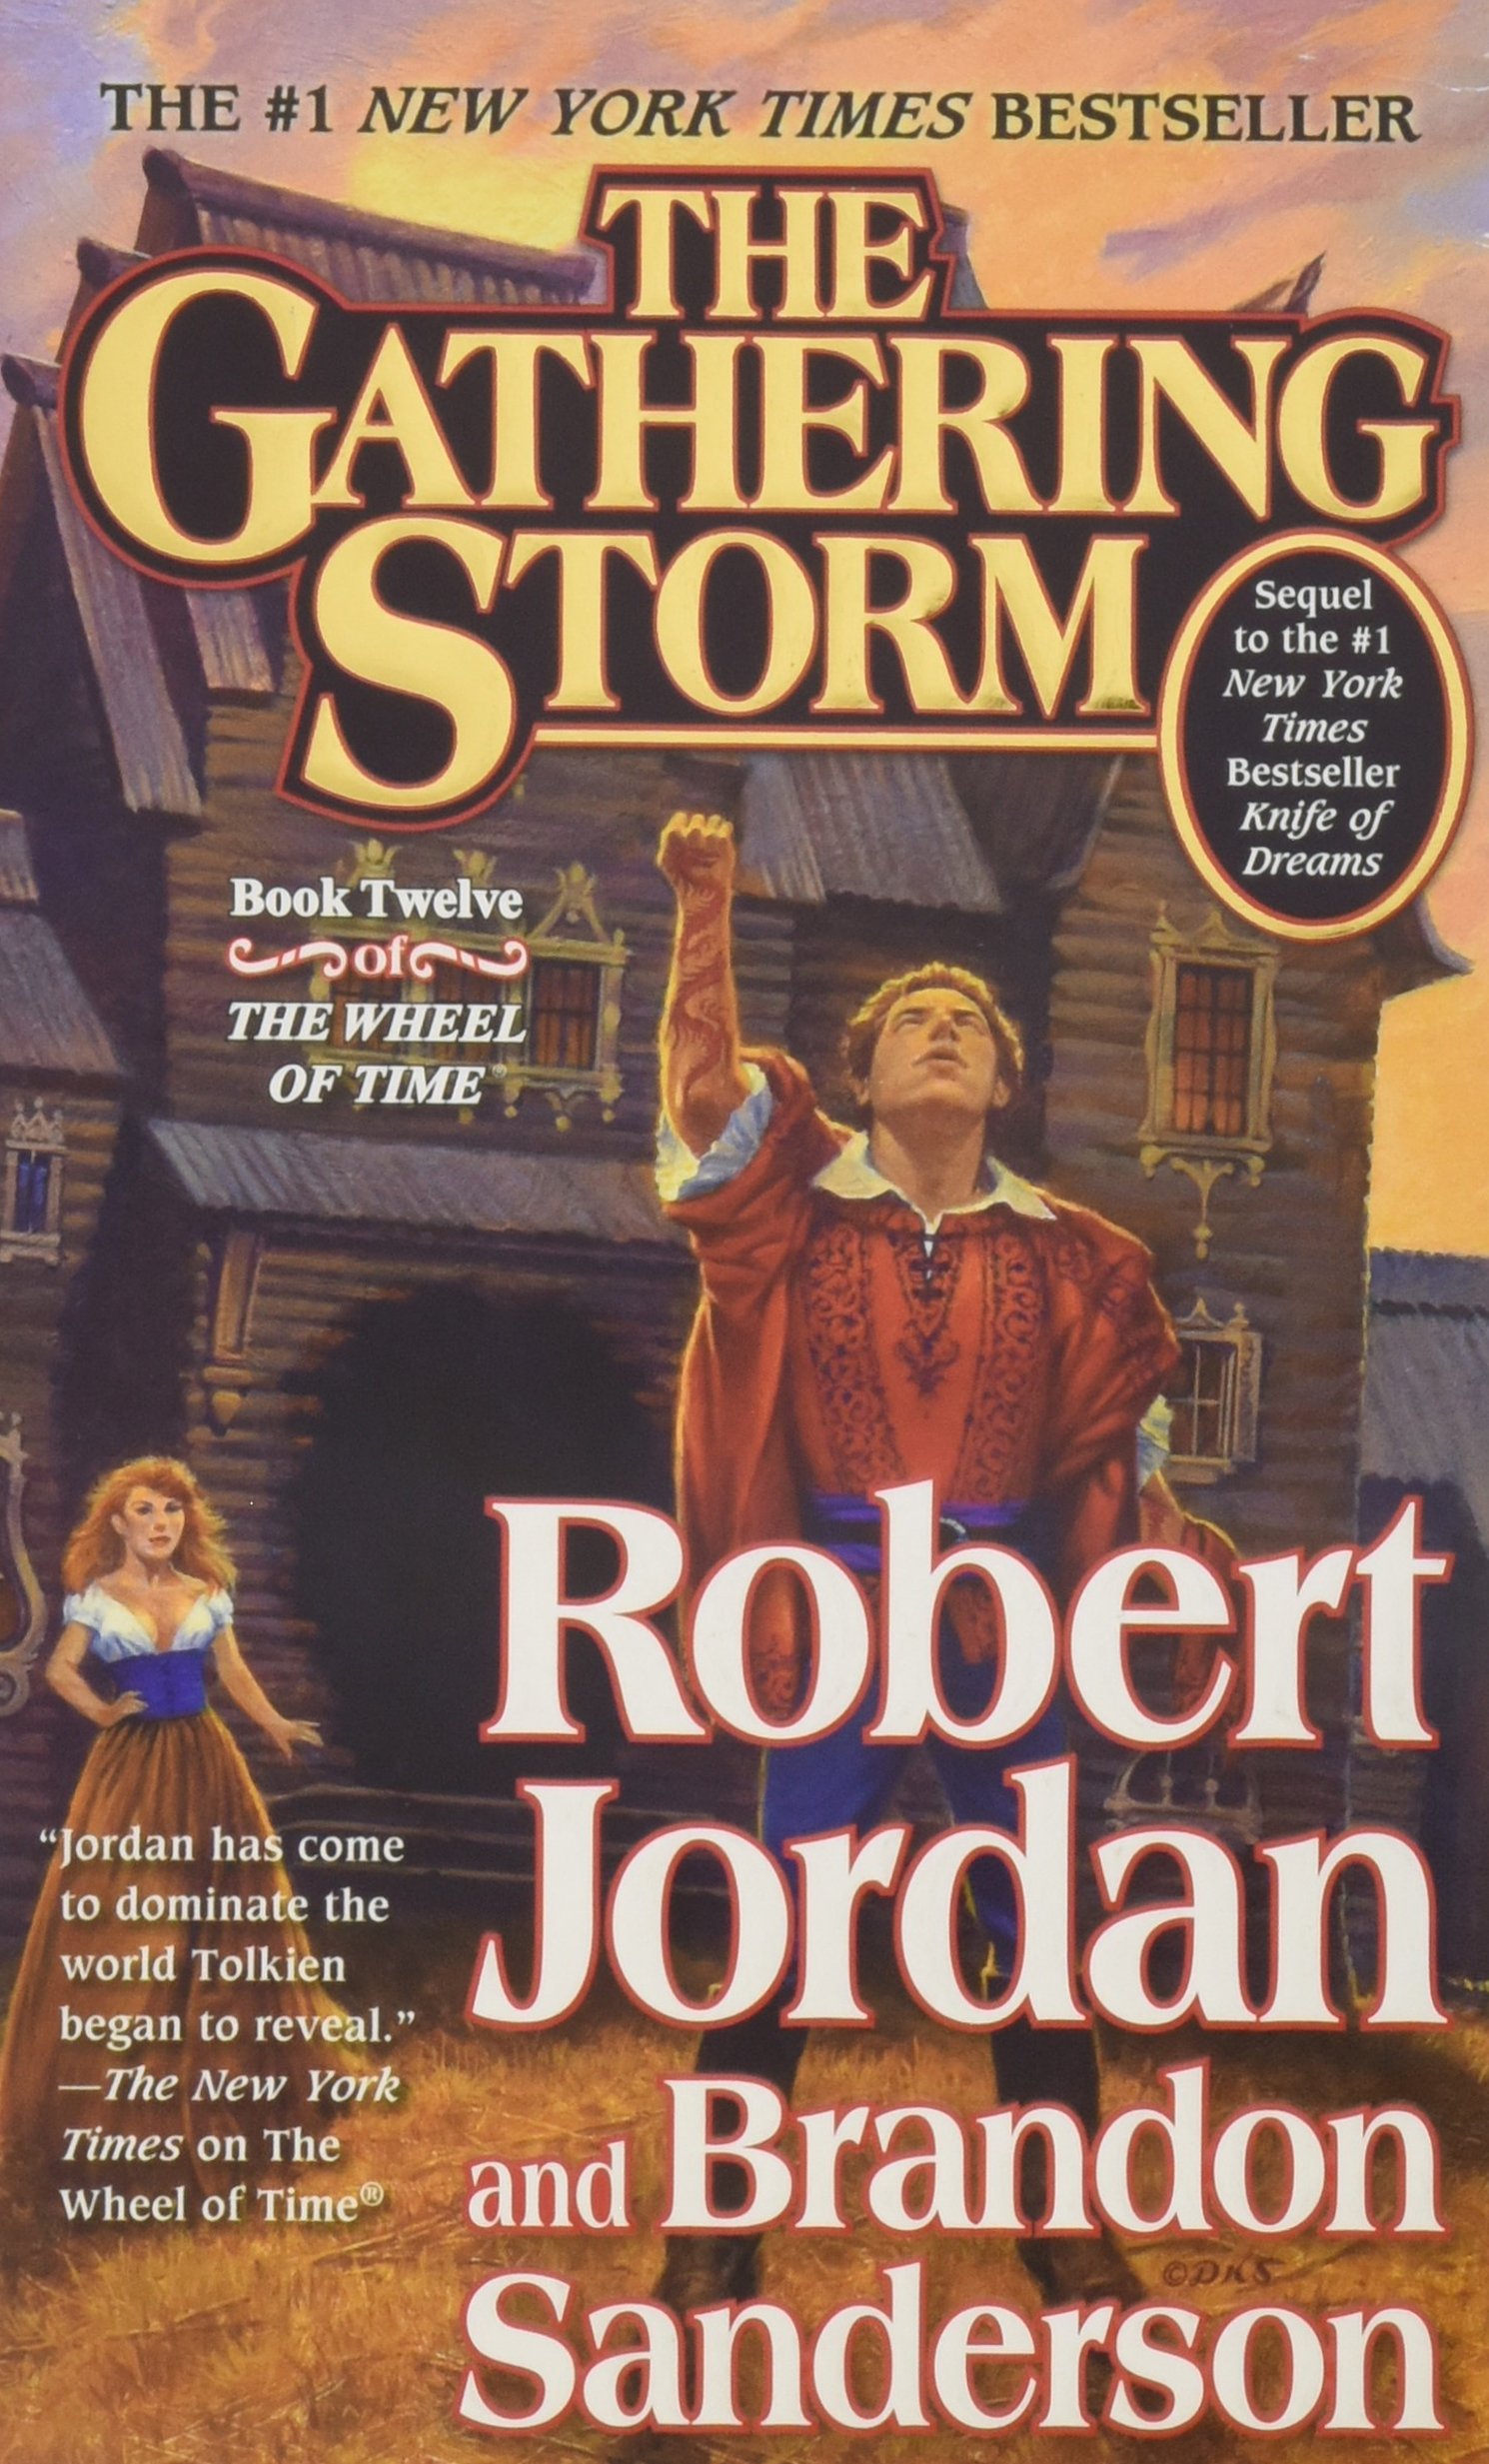 THE #1 NEW YORK TIMES BESTSELLER
THE
GATHERING
STORM
Sequel
to the #1
New York
Times
Bestseller
Knife of
Dreams
Book Twelve
of
THE WHEEL
OF TIME®
Robert
Jordan
and Brandon
Sanderson
“Jordan has come
to dominate the
world Tolkien
began to reveal.”
—The New York
Times on The
Wheel of Time®
©DKS